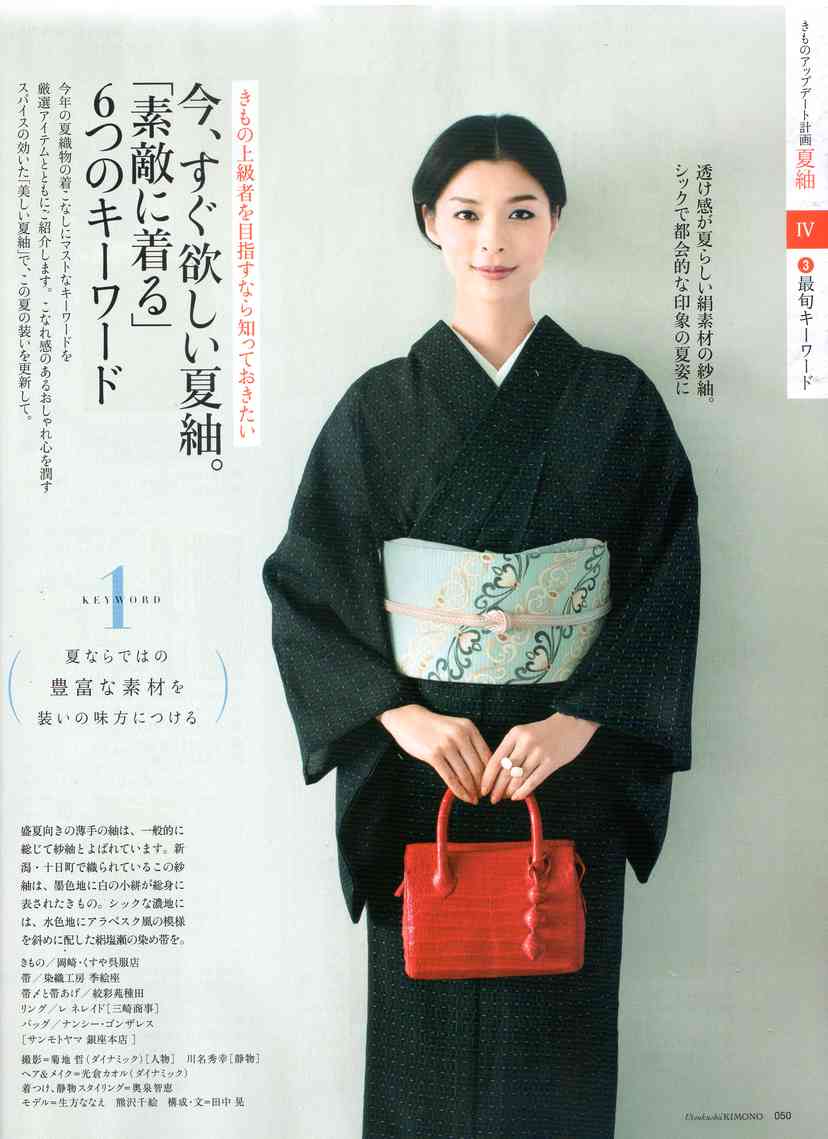 きものアップデート計画 夏紬
IV
3 最旬キーワード
透け感が夏らしい絹素材の紗紬。
シックで都会的な印象の夏姿に
きもの上級者を目指すなら知っておきたい
今、すぐ欲しい夏紬。
「素敵に着る」
6つのキーワード
今年の夏織物の着こなしにマストなキーワードを
厳選アイテムとともにご紹介します。こなれ感のあるおしゃれ心を潤す
スパイスの効いた「美しい夏紬」で、この夏の装いを更新して。
1
KEYWORD
夏ならではの
豊富な素材を
装いの味方につける
盛夏向きの薄手の紬は、一般的に
総じて紗紬とよばれています。新
潟・十日町で織られているこの紗
紬は、墨色地に白の小絣が総身に
表されたきもの。シックな濃地に
は、水色地にアラベスク風の模様
を斜めに配した絽塩瀬の染め帯を。
きもの／岡崎・くすや呉服店
帯／染織工房 季絵座
帯〆と帯あげ／絞彩苑種田
リング／レ ネレイド[三崎商事]
バッグ／ナンシー・ゴンザレス
[サンモトヤマ 銀座本店]
撮影=菊地 哲(ダイナミック)[人物] 川名秀幸[静物]
ヘア&メイク=光倉カオル(ダイナミック)
着つけ、静物スタイリング=奥泉智恵
モデル=生方ななえ 熊沢千絵 構成・文=田中 晃
Utsukushii KIMONO 050